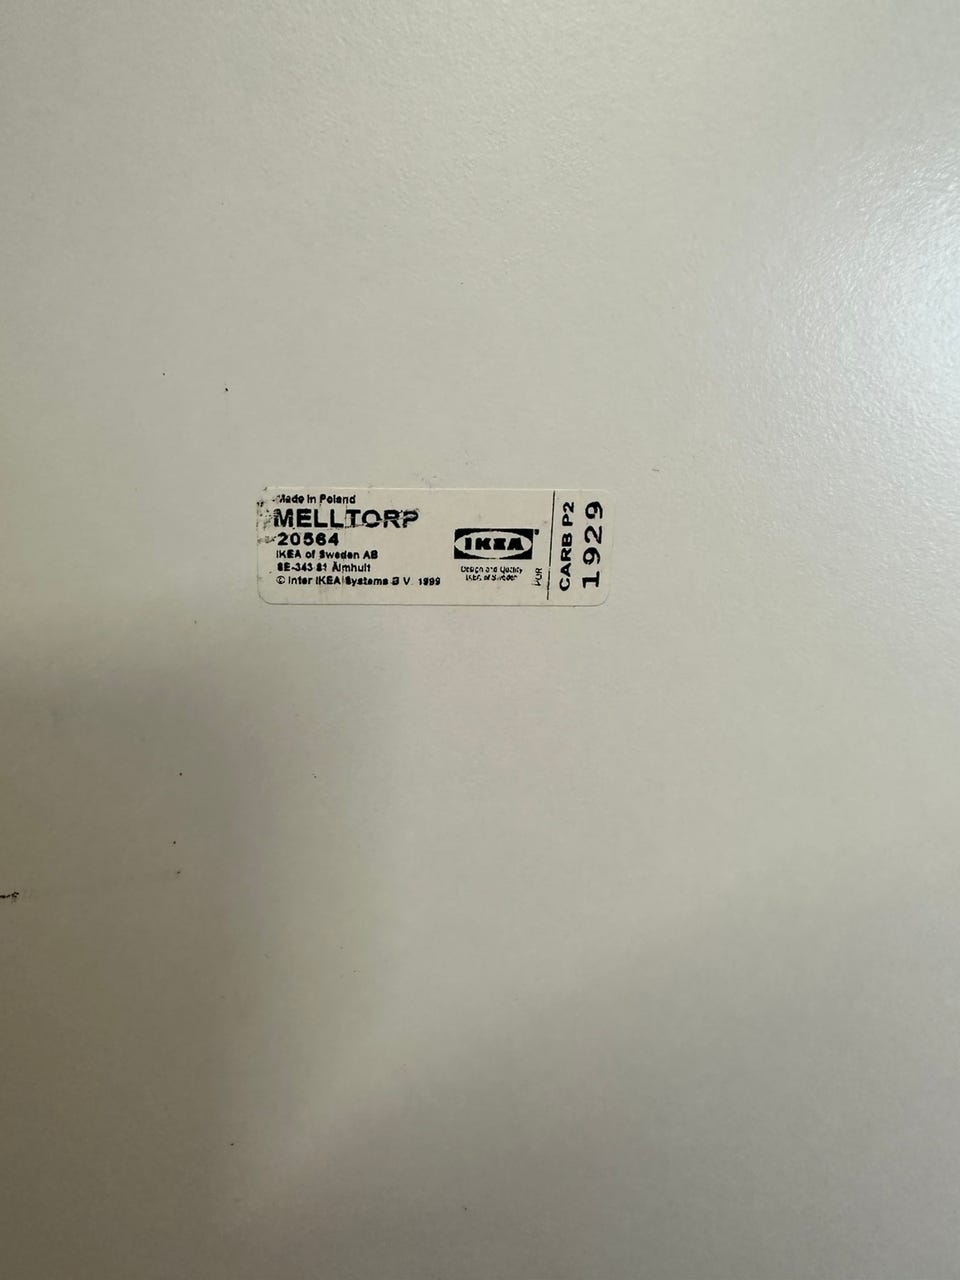 Made in Poland
MELLTORP
20564
IKEA of Sweden AB
SE-343 81 Älmhult
© Inter IKEA Systems B V 1999
IKEA
Design and Quality
IKEA of Sweden
CARB P2
1929